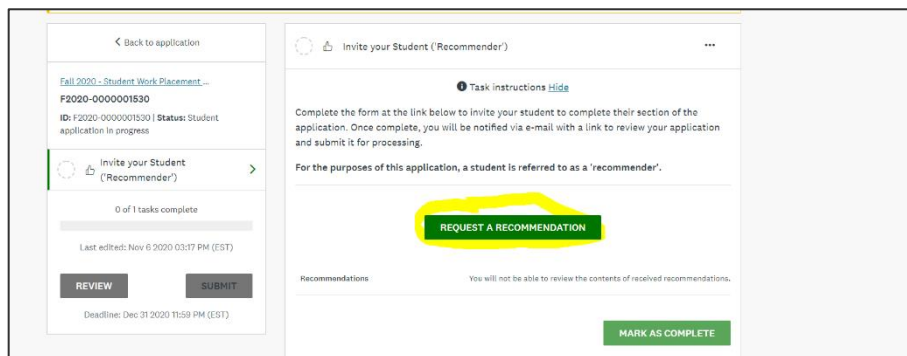 Back to application
Fall 2020 - Student Work Placement ...
F2020-0000001530
ID: F2020-0000001530 | Status: Student
application in progress
Invite your Student
('Recommender')
0 of 1 tasks complete
Last edited: Nov 6 2020 03:17 PM (EST)
REVIEW
SUBMIT
Deadline: Dec 31 2020 11:59 PM (EST)
Invite your Student ('Recommender')
...
Task instructions Hide
Complete the form at the link below to invite your student to complete their section of the
application. Once complete, you will be notified via e-mail with a link to review your application
and submit it for processing.
For the purposes of this application, a student is referred to as a 'recommender'.
REQUEST A RECOMMENDATION
Recommendations
You will not be able to review the contents of received recommendations.
MARK AS COMPLETE